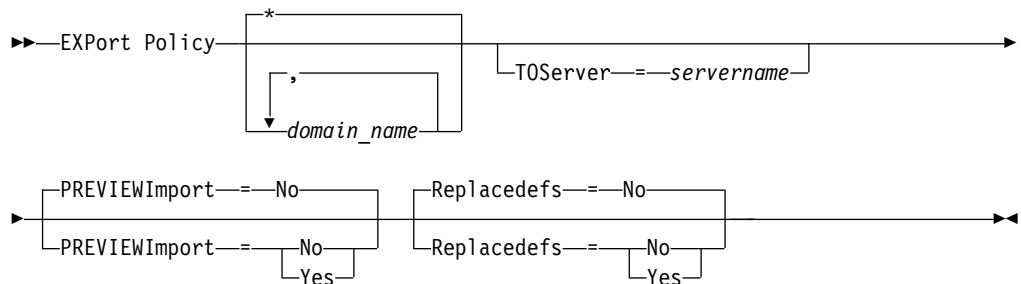 *
EXPort Policy
TOServer = servername
,
domain_name
PREVIEWImport = No
Replacedefs = No
PREVIEWImport = No
Replacedefs = No
Yes
Yes